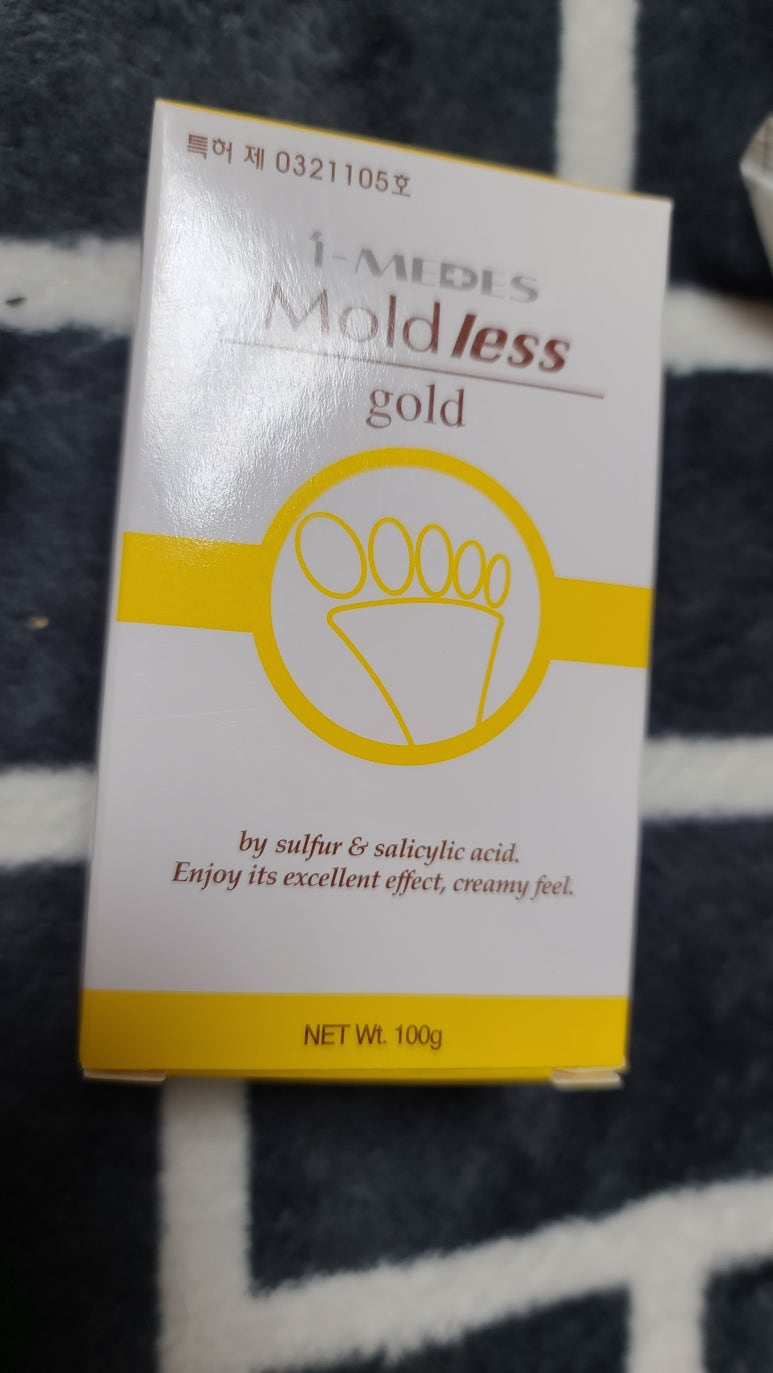 특허 제 0321105호
i-MEDES
Moldless
gold
by sulfur & salicylic acid.
Enjoy its excellent effect, creamy feel.
NET Wt. 100g